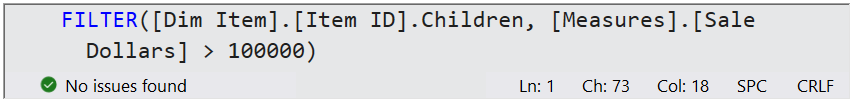 FILTER([Dim Item].[Item ID].Children, [Measures].[Sale
Dollars] > 100000)
No issues found Ln: 1 Ch: 73 Col: 18 SPC CRLF